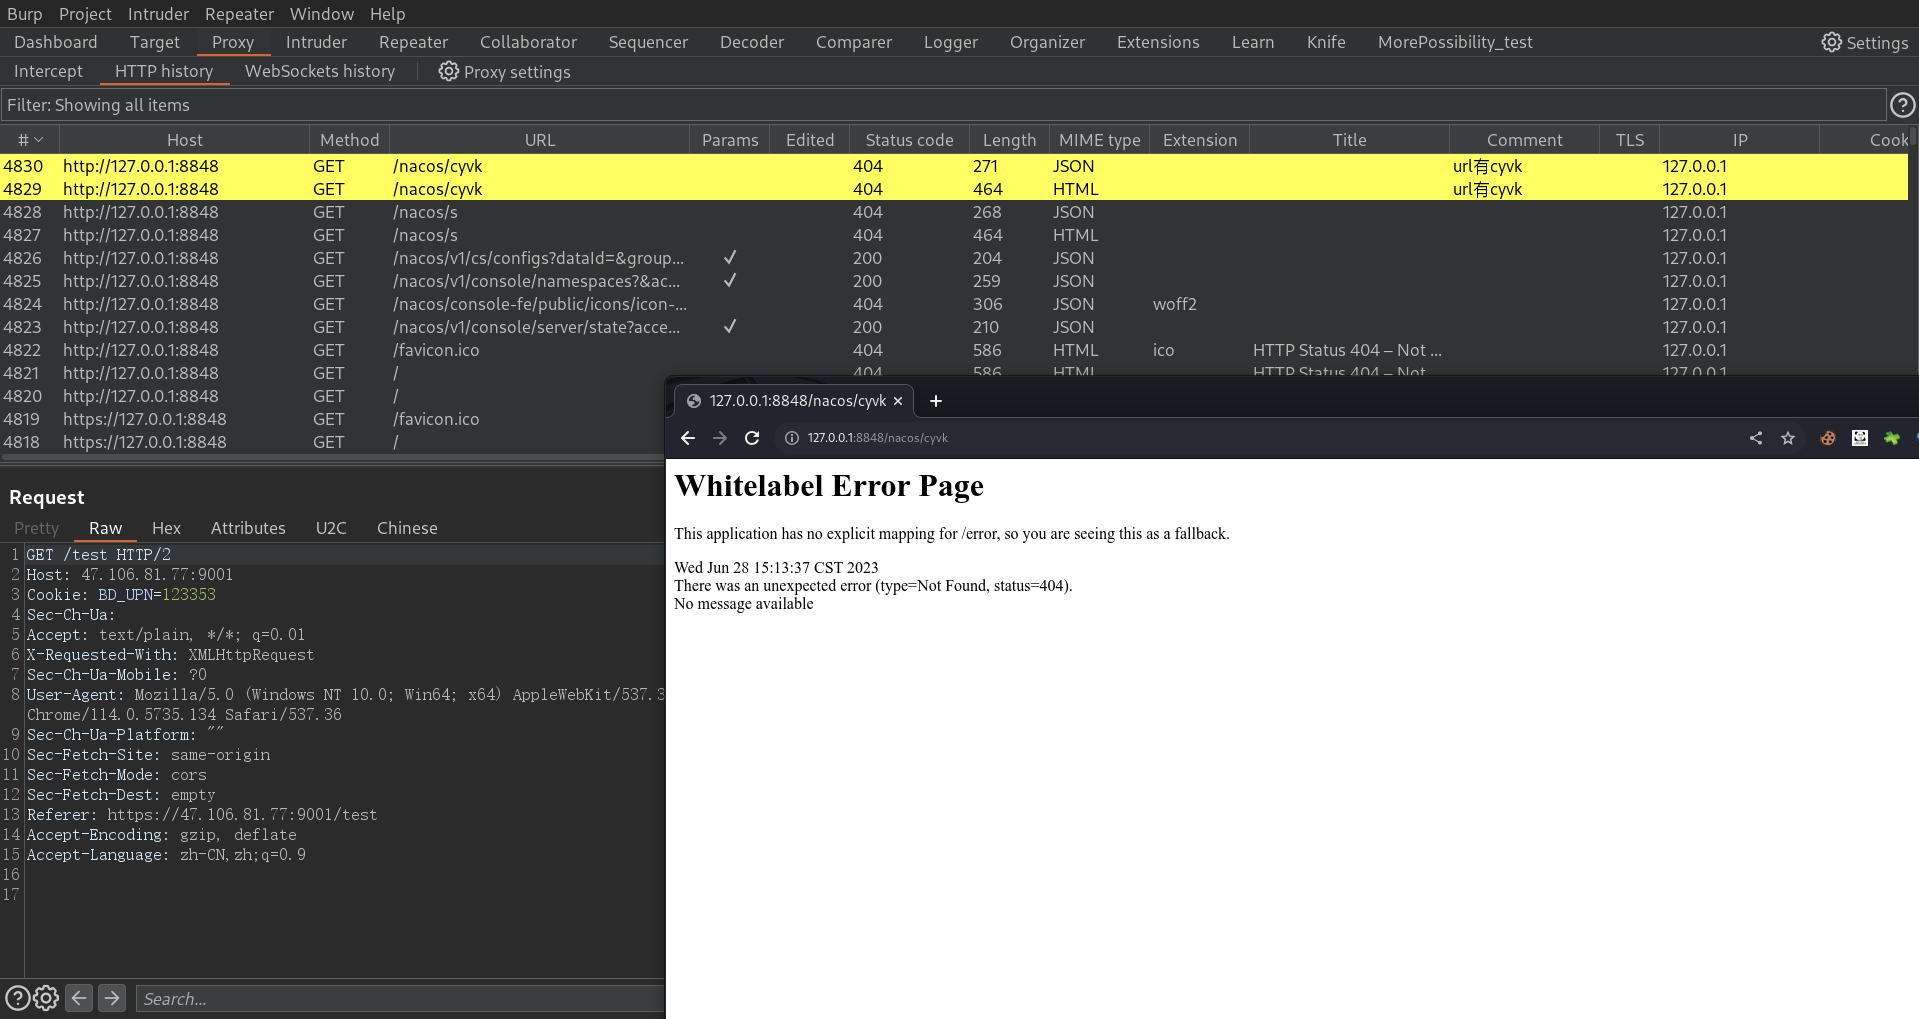 Burp Project Intruder Repeater Window Help
Dashboard Target Proxy Intruder Repeater Collaborator Sequencer Decoder Comparer Logger Organizer Extensions Learn Knife MorePossibility_test Settings
Intercept HTTP history WebSockets history Proxy settings
Filter: Showing all items
# Host Method URL Params Edited Status code Length MIME type Extension Title Comment TLS IP Cook
4830 http://127.0.0.1:8848 GET /nacos/cyvk 404 271 JSON url有cyvk 127.0.0.1
4829 http://127.0.0.1:8848 GET /nacos/cyvk 404 464 HTML url有cyvk 127.0.0.1
4828 http://127.0.0.1:8848 GET /nacos/s 404 268 JSON 127.0.0.1
4827 http://127.0.0.1:8848 GET /nacos/s 404 464 HTML 127.0.0.1
4826 http://127.0.0.1:8848 GET /nacos/v1/cs/configs?dataId=&group... ✓ 200 204 JSON 127.0.0.1
4825 http://127.0.0.1:8848 GET /nacos/v1/console/namespaces?&ac... ✓ 200 259 JSON 127.0.0.1
4824 http://127.0.0.1:8848 GET /nacos/console-fe/public/icons/icon-... 404 306 JSON woff2 127.0.0.1
4823 http://127.0.0.1:8848 GET /nacos/v1/console/server/state?acce... ✓ 200 210 JSON 127.0.0.1
4822 http://127.0.0.1:8848 GET /favicon.ico 404 586 HTML ico HTTP Status 404 – Not ... 127.0.0.1
4821 http://127.0.0.1:8848 GET / 404 586 HTML HTTP Status 404 – Not ... 127.0.0.1
4820 http://127.0.0.1:8848 GET /
4819 https://127.0.0.1:8848 GET /favicon.ico
4818 https://127.0.0.1:8848 GET /
127.0.0.1:8848/nacos/cyvk
127.0.0.1:8848/nacos/cyvk
Whitelabel Error Page
This application has no explicit mapping for /error, so you are seeing this as a fallback.
Wed Jun 28 15:13:37 CST 2023
There was an unexpected error (type=Not Found, status=404).
No message available
Request
Pretty Raw Hex Attributes U2C Chinese
1 GET /test HTTP/2
2 Host: 47.106.81.77:9001
3 Cookie: BD_UPN=123353
4 Sec-Ch-Ua:
5 Accept: text/plain, */*; q=0.01
6 X-Requested-With: XMLHttpRequest
7 Sec-Ch-Ua-Mobile: ?0
8 User-Agent: Mozilla/5.0 (Windows NT 10.0; Win64; x64) AppleWebKit/537.3
Chrome/114.0.5735.134 Safari/537.36
9 Sec-Ch-Ua-Platform: ""
10 Sec-Fetch-Site: same-origin
11 Sec-Fetch-Mode: cors
12 Sec-Fetch-Dest: empty
13 Referer: https://47.106.81.77:9001/test
14 Accept-Encoding: gzip, deflate
15 Accept-Language: zh-CN,zh;q=0.9
16
17
Search...